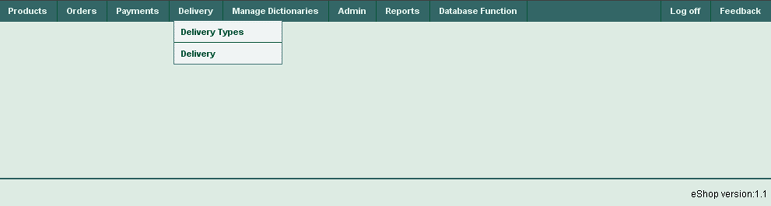 Products Orders Payments Delivery Manage Dictionaries Admin Reports Database Function Log off Feedback
Delivery Types
Delivery
eShop version:1.1